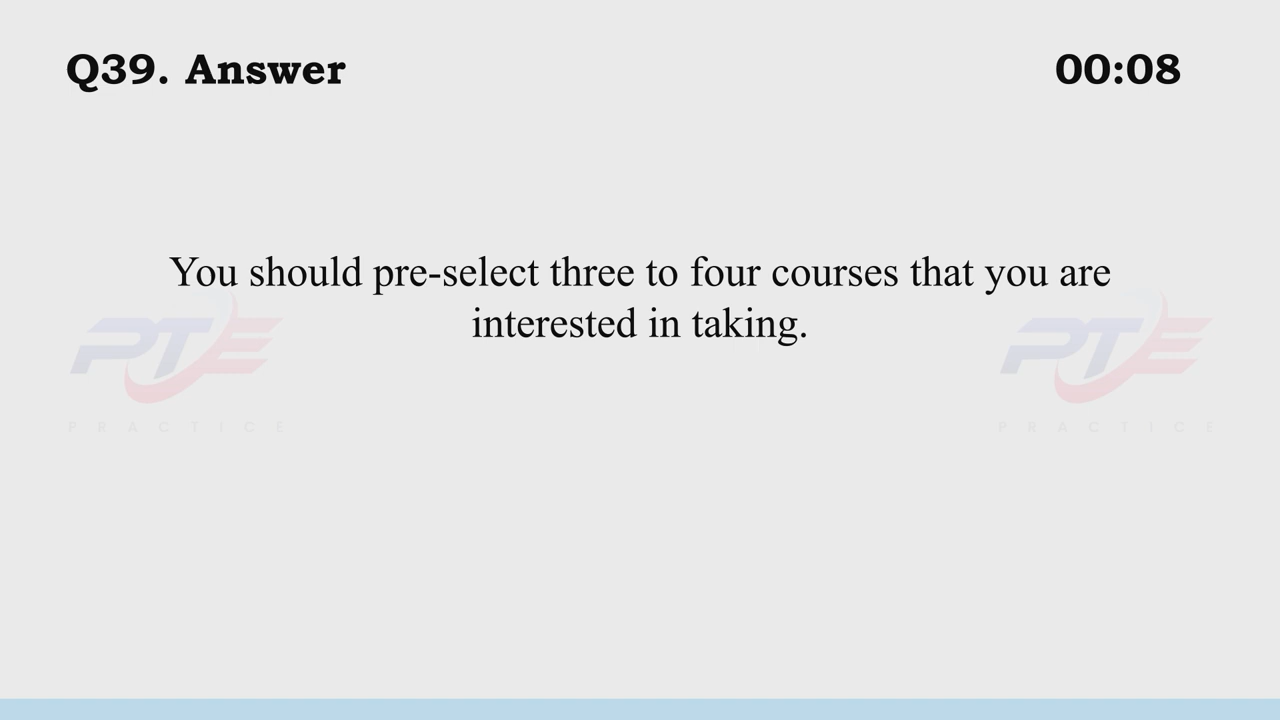 Q39. Answer
00:08
You should pre-select three to four courses that you are
interested in taking.
PTE
PTE
PRACTICE
PRACTICE